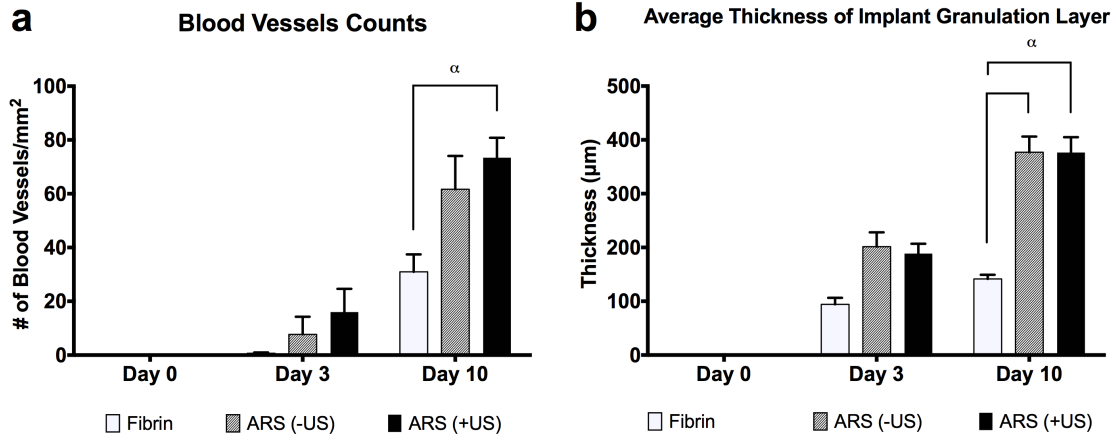 a
Blood Vessels Counts
α
# of Blood Vessels/mm²
100
80
60
40
20
0
Day 0
Day 3
Day 10
Fibrin
ARS (-US)
ARS (+US)
b
Average Thickness of Implant Granulation Layer
α
Thickness (µm)
500
400
300
200
100
0
Day 0
Day 3
Day 10
Fibrin
ARS (-US)
ARS (+US)